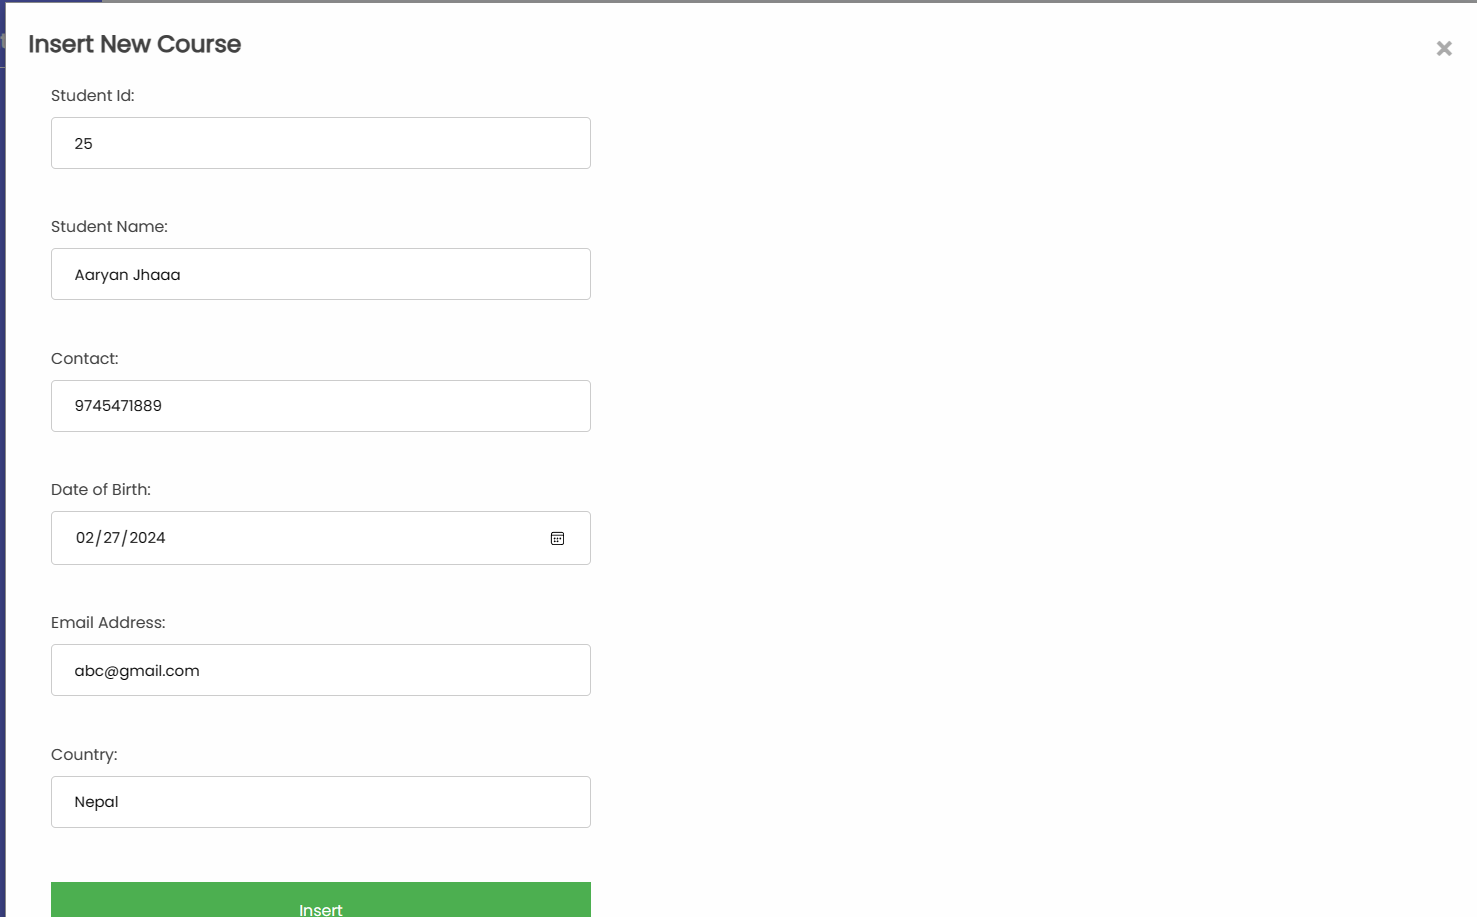 Insert New Course
Student Id:
25
Student Name:
Aaryan Jhaaa
Contact:
9745471889
Date of Birth:
02/27/2024
Email Address:
abc@gmail.com
Country:
Nepal
Insert